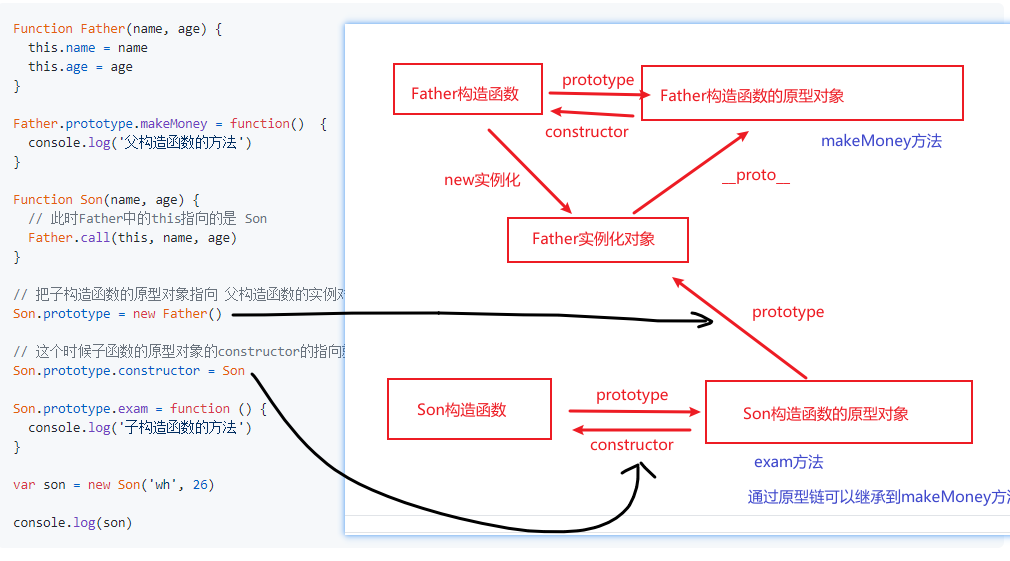 Function Father(name, age) {
this.name = name
this.age = age
}
Father.prototype.makeMoney = function() {
console.log('父构造函数的方法')
}
Function Son(name, age) {
// 此时Father中的this指向的是 Son
Father.call(this, name, age)
}
// 把子构造函数的原型对象指向 父构造函数的实例
Son.prototype = new Father()
// 这个时候子函数的原型对象的constructor的指向
Son.prototype.constructor = Son
Son.prototype.exam = function () {
console.log('子构造函数的方法')
}
var son = new Son('wh', 26)
console.log(son)
Father构造函数
prototype
Father构造函数的原型对象
constructor
makeMoney方法
new实例化
__proto__
Father实例化对象
prototype
Son构造函数
prototype
Son构造函数的原型对象
constructor
exam方法
通过原型链可以继承到makeMoney方